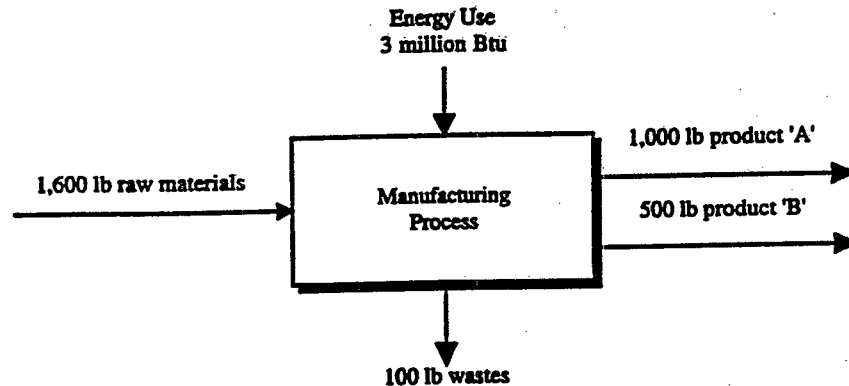 Energy Use
3 million Btu
1,600 lb raw materials
Manufacturing
Process
1,000 lb product 'A'
500 lb product 'B'
100 lb wastes